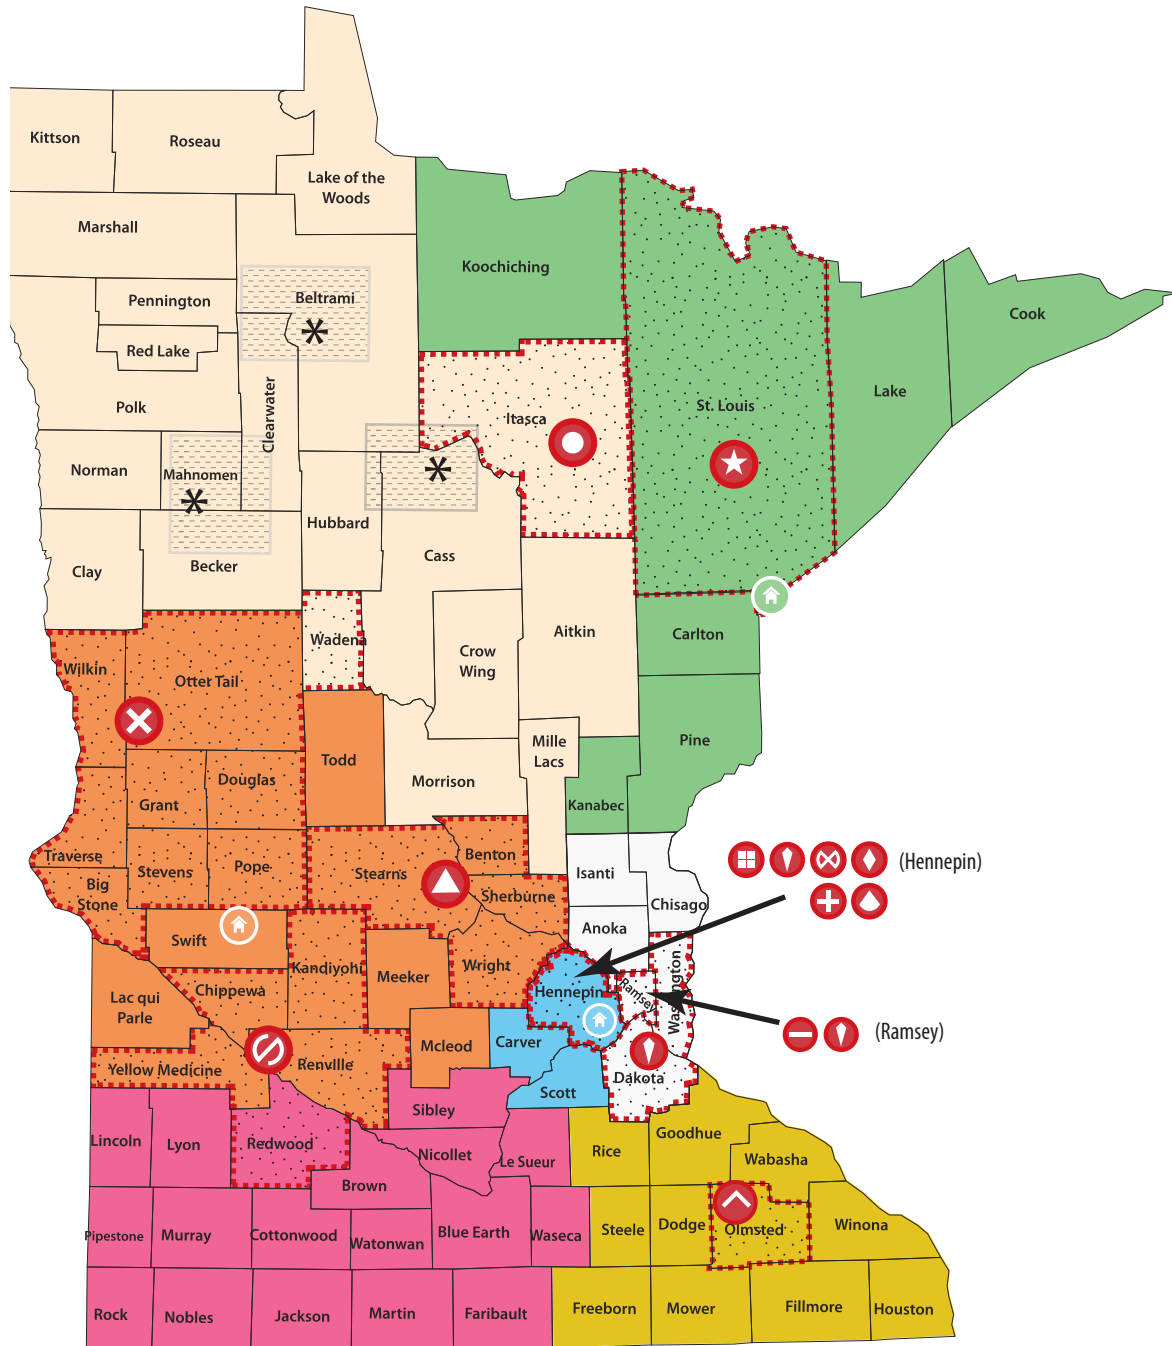 Kittson
Roseau
Lake of the
Woods
Marshall
Koochiching
Pennington
Beltrami
Cook
*
Red Lake
Lake
Polk
Clearwater
Itasca
St. Louis
Norman
Mahnomen
*
*
Hubbard
Cass
Clay
Becker
Aitkin
Carlton
Wadena
Crow
Wing
Wilkin
Otter Tail
Mille
Lacs
Pine
Todd
Morrison
Douglas
Grant
Kanabec
Traverse
Benton
(Hennepin)
Big
Stone
Stevens
Pope
Stearns
Isanti
Sherburne
Chisago
Anoka
Swift
Kandiyohi
Meeker
Wright
Washington
Chippewa
Hennepin
Ramsey
Lac qui
Parle
(Ramsey)
Mcleod
Carver
Yellow Medicine
Renville
Dakota
Scott
Sibley
Lincoln
Lyon
Redwood
Nicollet
Le Sueur
Rice
Goodhue
Wabasha
Brown
Pipestone
Murray
Cottonwood
Watonwan
Blue Earth
Waseca
Steele
Dodge
Olmsted
Winona
Rock
Nobles
Jackson
Martin
Faribault
Freeborn
Mower
Fillmore
Houston